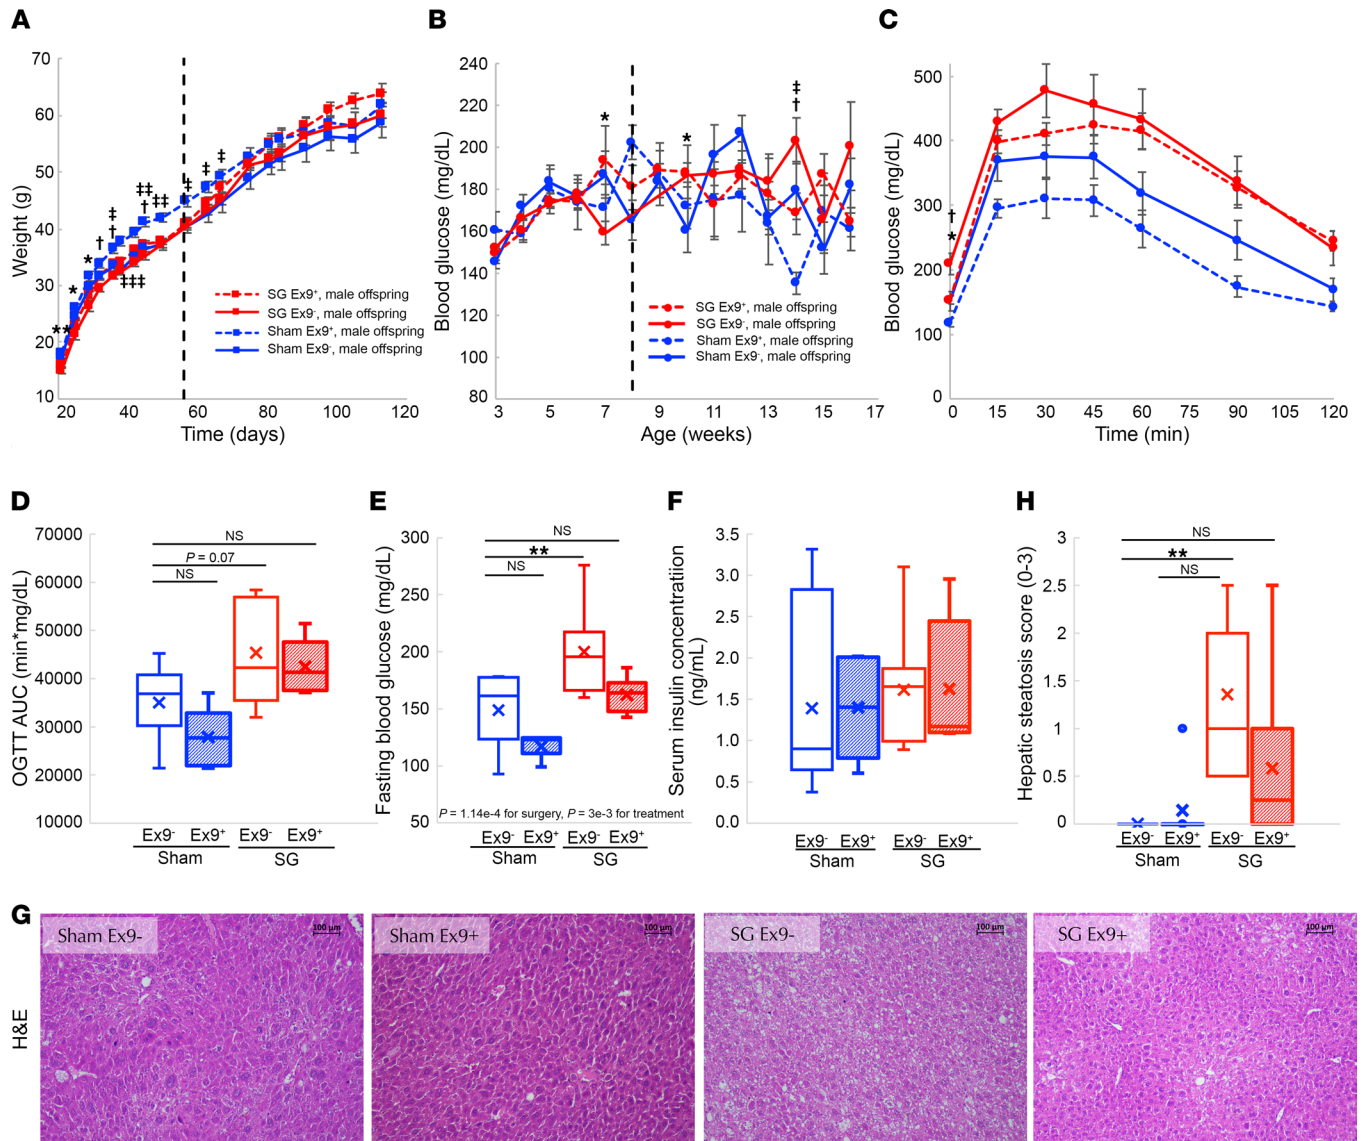 A
B
C
70
60
50
40
30
20
10
Weight (g)
**
*
*
†
‡
†
‡‡
†
‡‡
‡‡‡
‡
‡
‡
SG Ex9+, male offspring
SG Ex9-, male offspring
Sham Ex9+, male offspring
Sham Ex9-, male offspring
20 40 60 80 100 120
Time (days)
240
220
200
180
160
140
120
100
80
Blood glucose (mg/dL)
*
*
‡
†
SG Ex9+, male offspring
SG Ex9-, male offspring
Sham Ex9+, male offspring
Sham Ex9-, male offspring
3 5 7 9 11 13 15 17
Age (weeks)
500
400
300
200
100
0
Blood glucose (mg/dL)
†
*
0 15 30 45 60 75 90 105 120
Time (min)
D
E
F
H
70000
60000
50000
40000
30000
20000
10000
OGTT AUC (min*mg/dL)
NS
P = 0.07
NS
Ex9- Ex9+ Ex9- Ex9+
Sham SG
300
250
200
150
100
50
Fasting blood glucose (mg/dL)
NS
**
NS
P = 1.14e-4 for surgery, P = 3e-3 for treatment
Ex9- Ex9+ Ex9- Ex9+
Sham SG
3.5
3.0
2.5
2.0
1.5
1.0
0.5
0.0
Serum insulin concentratiion
(ng/mL)
Ex9- Ex9+ Ex9- Ex9+
Sham SG
3
2.5
2
1.5
1
0.5
0
Hepatic steatosis score (0-3)
NS
**
NS
Ex9- Ex9+ Ex9- Ex9+
Sham SG
G
H&E
Sham Ex9-
100 µm
Sham Ex9+
100 µm
SG Ex9-
100 µm
SG Ex9+
100 µm